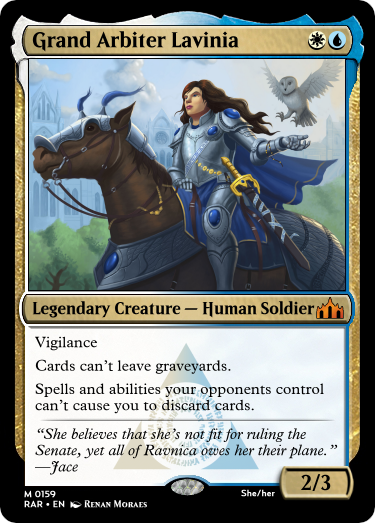 Grand Arbiter Lavinia
Legendary Creature — Human Soldier
Vigilance
Cards can't leave graveyards.
Spells and abilities your opponents control
can't cause you to discard cards.
“She believes that she's not fit for ruling the
Senate, yet all of Ravnica owes her their plane.”
—Jace
2/3
M 0159
She/her
RAR • EN Renan Moraes